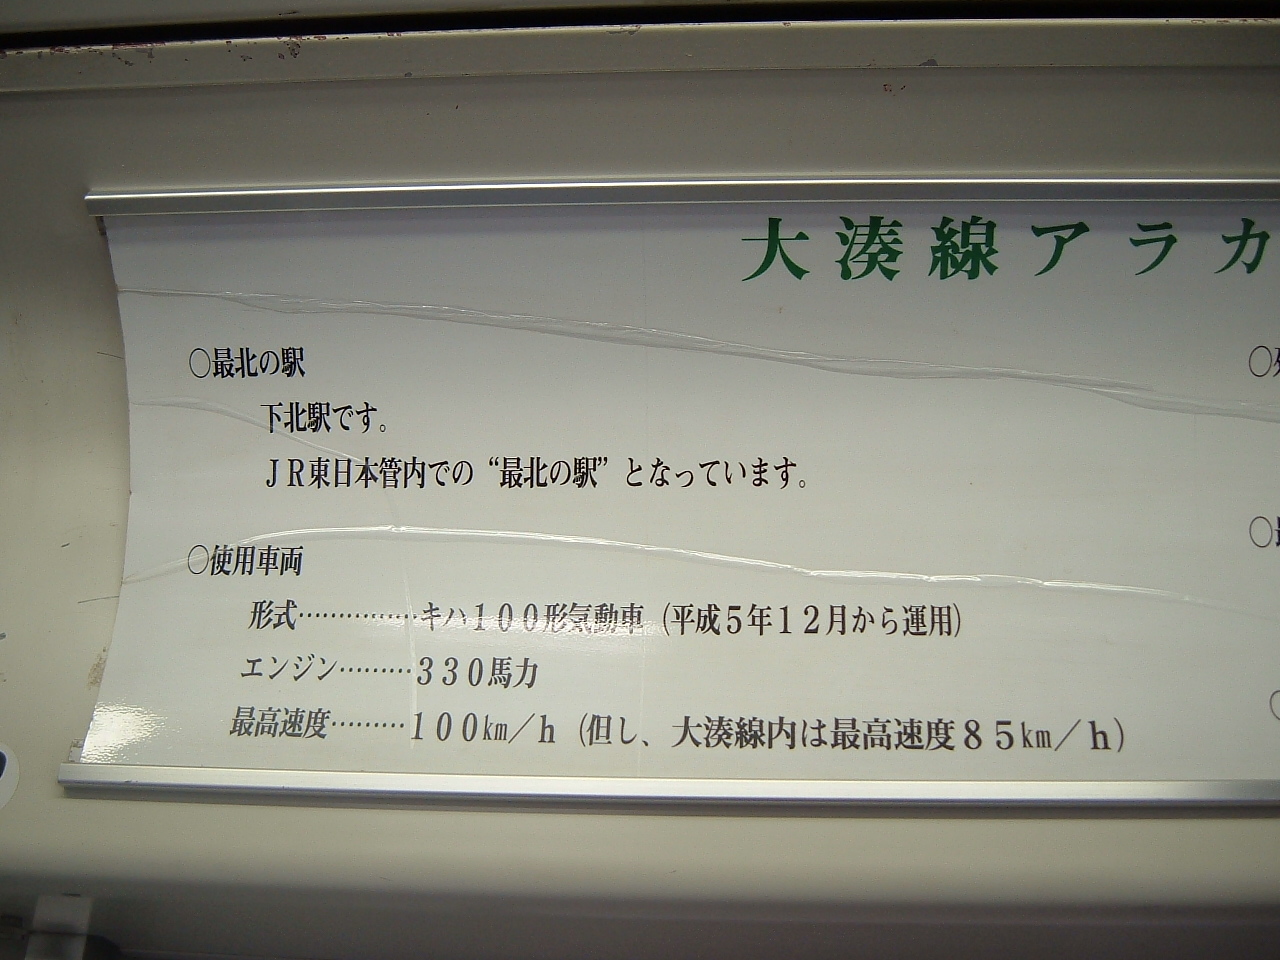 大湊線アラカ
○最北の駅
下北駅です。
ＪＲ東日本管内での“最北の駅”となっています。
○使用車両
形式……………キハ１００形気動車（平成５年１２月から運用）
エンジン………３３０馬力
最高速度………１００㎞／ｈ（但し、大湊線内は最高速度８５㎞／ｈ）